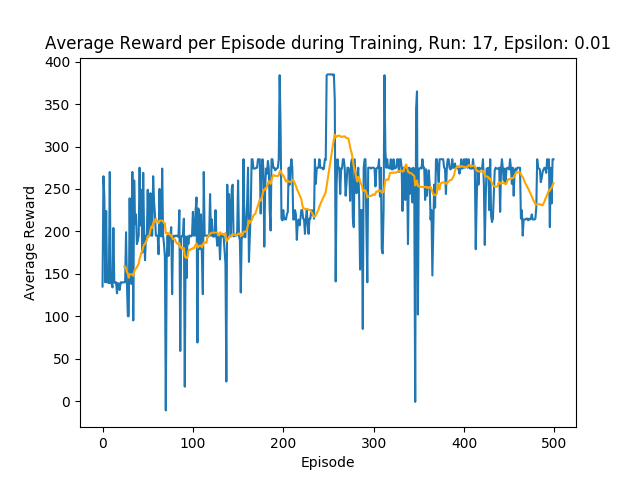 Average Reward per Episode during Training, Run: 17, Epsilon: 0.01
400
350
300
250
200
150
100
50
0
Average Reward
0 100 200 300 400 500
Episode